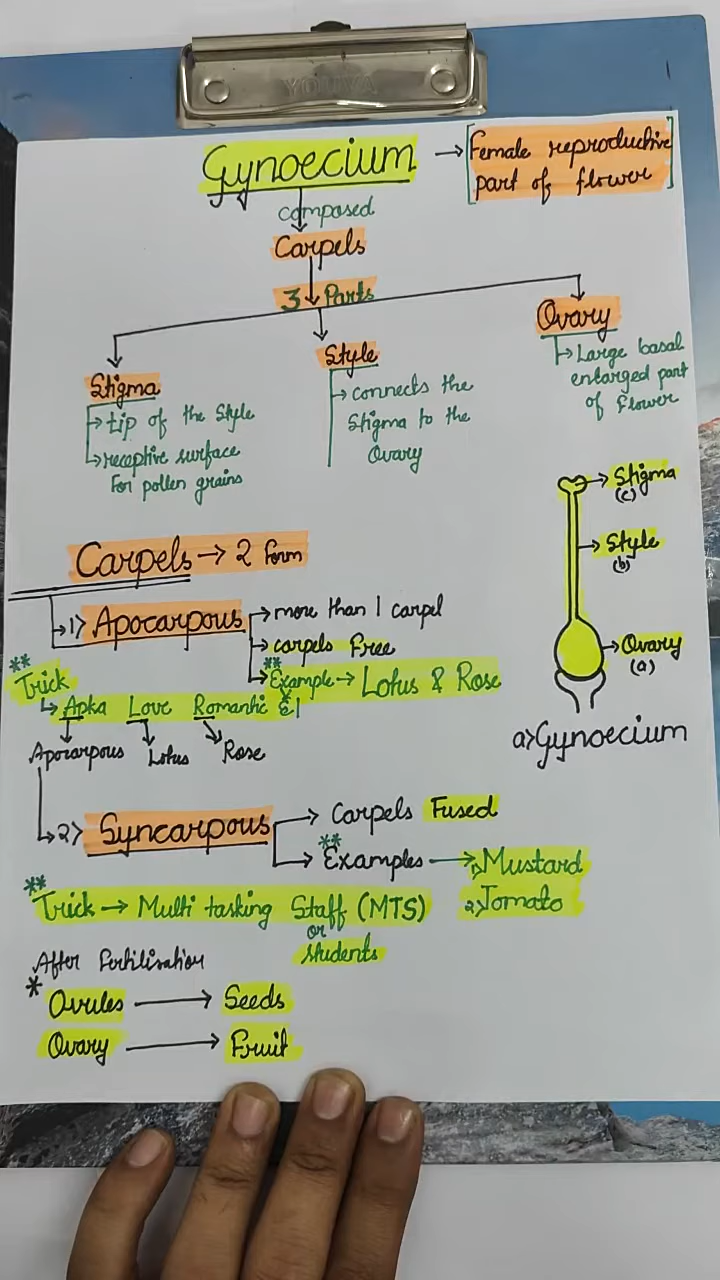 YOUVA
Gynoecium → [Female reproductive
part of flower]
composed
Carpels
3 Parts
Stigma
→ tip of the Style
→ receptive surface
For pollen grains
Style
→ connects the
Stigma to the
Ovary
Ovary
→ Large basal
enlarged part
of flower
→ Stigma
(c)
→ Style
(b)
→ Ovary
(a)
a> Gynoecium
Carpels → 2 Form
→ 1) Apocarpous
→ more than 1 carpel
→ carpels Free
**
→ Example → Lotus & Rose
**
Trick
↳ Apka Love Romantic
Apocarpous Lotus Rose
→ 2) Syncarpous
→ Carpels Fused
**
→ Examples → 1) Mustard
2) Tomato
**
Trick → Multi tasking Staff (MTS)
or
students
After Fertilisation
*
Ovules → Seeds
Ovary → Fruit